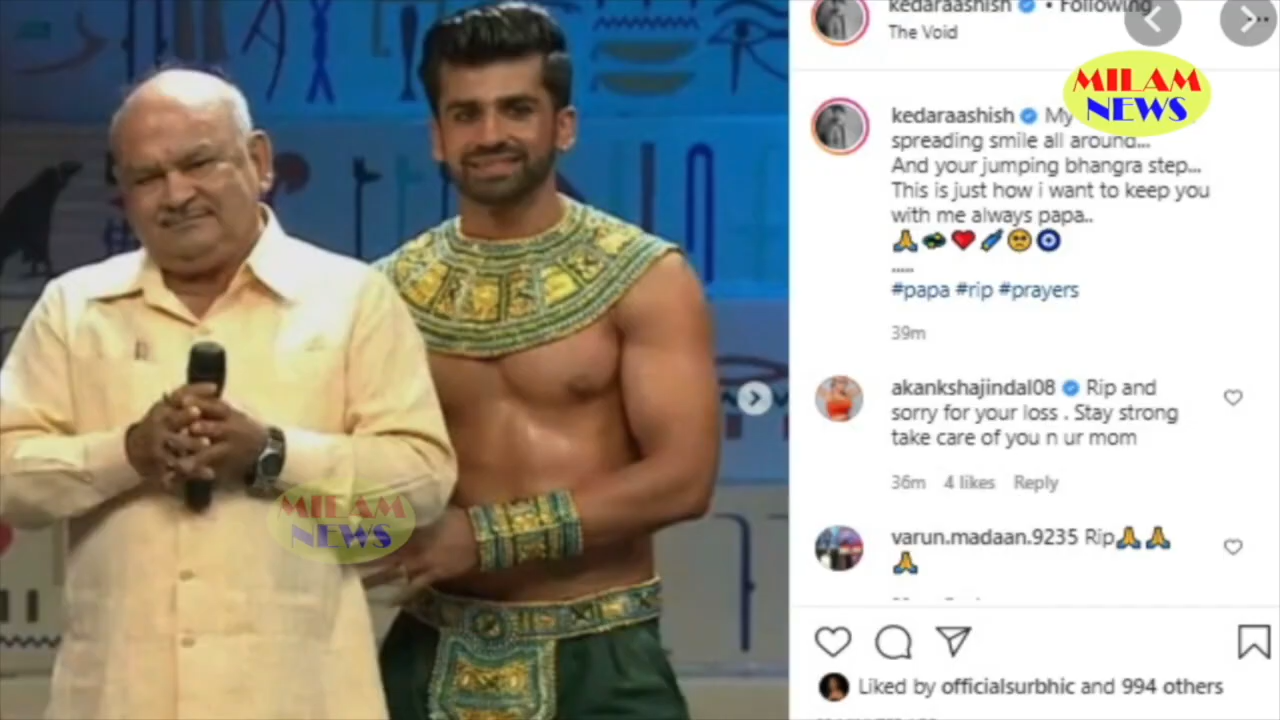 kedaraashish • Following
The Void
MILAM
NEWS
kedaraashish My
spreading smile all around...
And your jumping bhangra step...
This is just how i want to keep you
with me always papa..
🙏 ❤️ 🥺 🧿
.....
#papa #rip #prayers
39m
akankshajindal08 Rip and
sorry for your loss . Stay strong
take care of you n ur mom
36m 4 likes Reply
varun.madaan.9235 Rip🙏🙏
🙏
Liked by officialsurbhic and 994 others
MILAM
NEWS